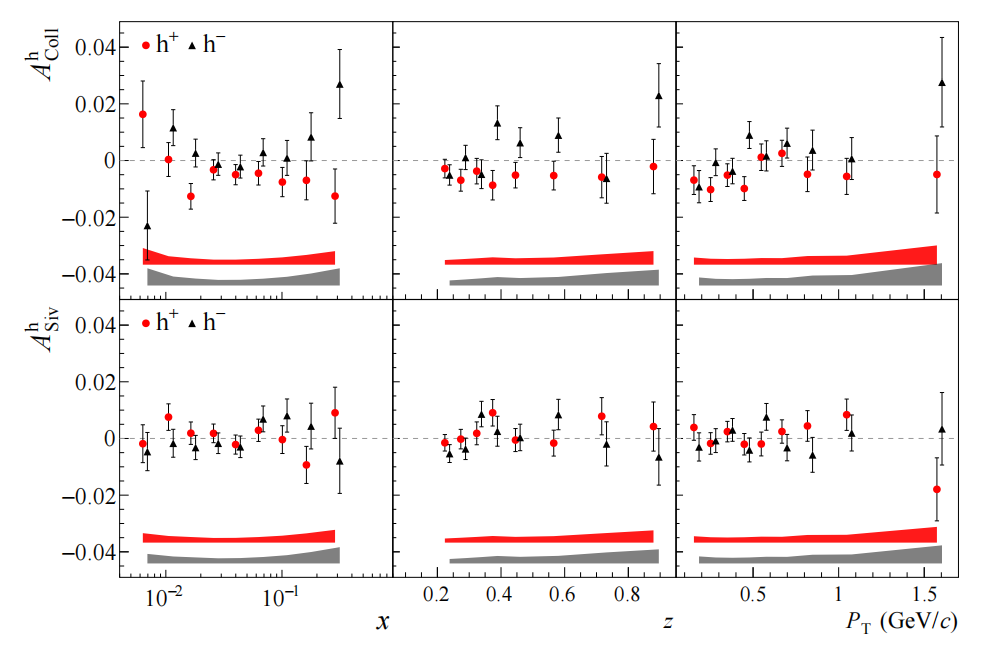 A^h_Coll
h⁺ h⁻
0.04
0.02
0
−0.02
−0.04
A^h_Siv
h⁺ h⁻
0.04
0.02
0
−0.02
−0.04
10⁻² 10⁻¹
0.2 0.4 0.6 0.8
0.5 1 1.5
x
z
P_T (GeV/c)